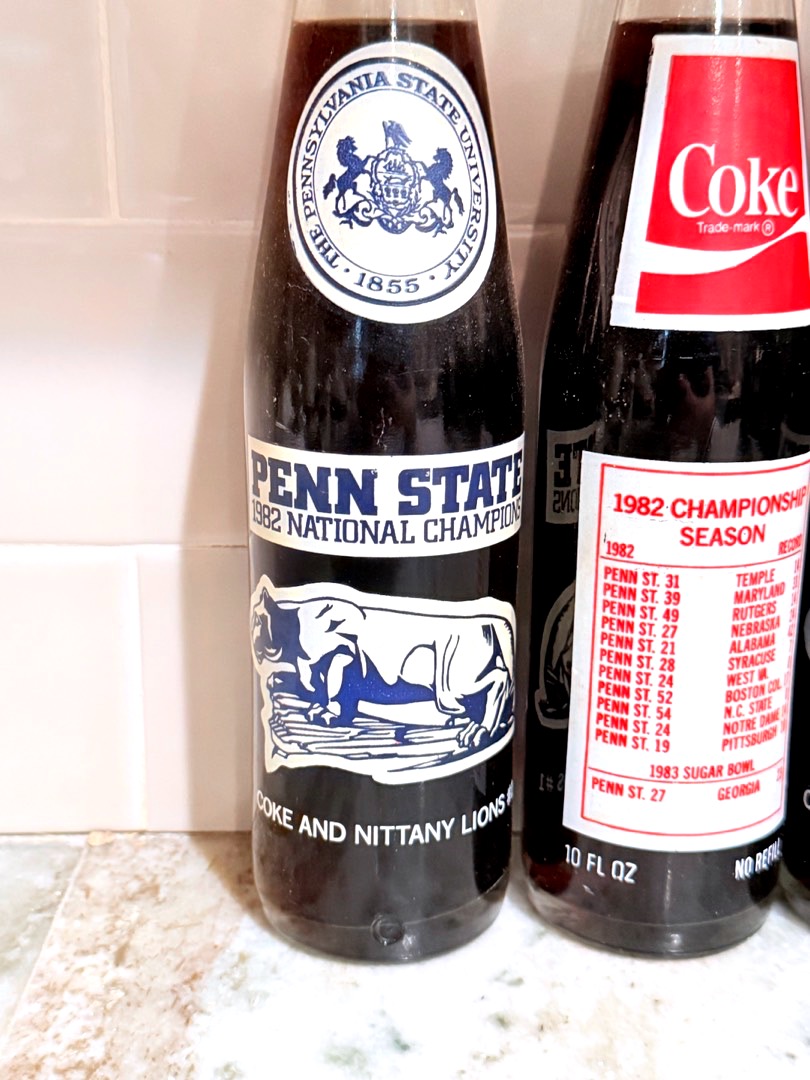 THE PENNSYLVANIA STATE UNIVERSITY
· 1855 ·
PENN STATE
1982 NATIONAL CHAMPIONS
COKE AND NITTANY LIONS
Coke
Trade-mark ®
1982 CHAMPIONSHIP
SEASON
1982 RECORD
PENN ST. 31 TEMPLE
PENN ST. 39 MARYLAND
PENN ST. 49 RUTGERS
PENN ST. 27 NEBRASKA
PENN ST. 21 ALABAMA
PENN ST. 28 SYRACUSE
PENN ST. 24 WEST VA.
PENN ST. 52 BOSTON COL.
PENN ST. 54 N.C. STATE
PENN ST. 24 NOTRE DAME
PENN ST. 19 PITTSBURGH
1983 SUGAR BOWL
PENN ST. 27 GEORGIA
10 FL OZ NO REFILL